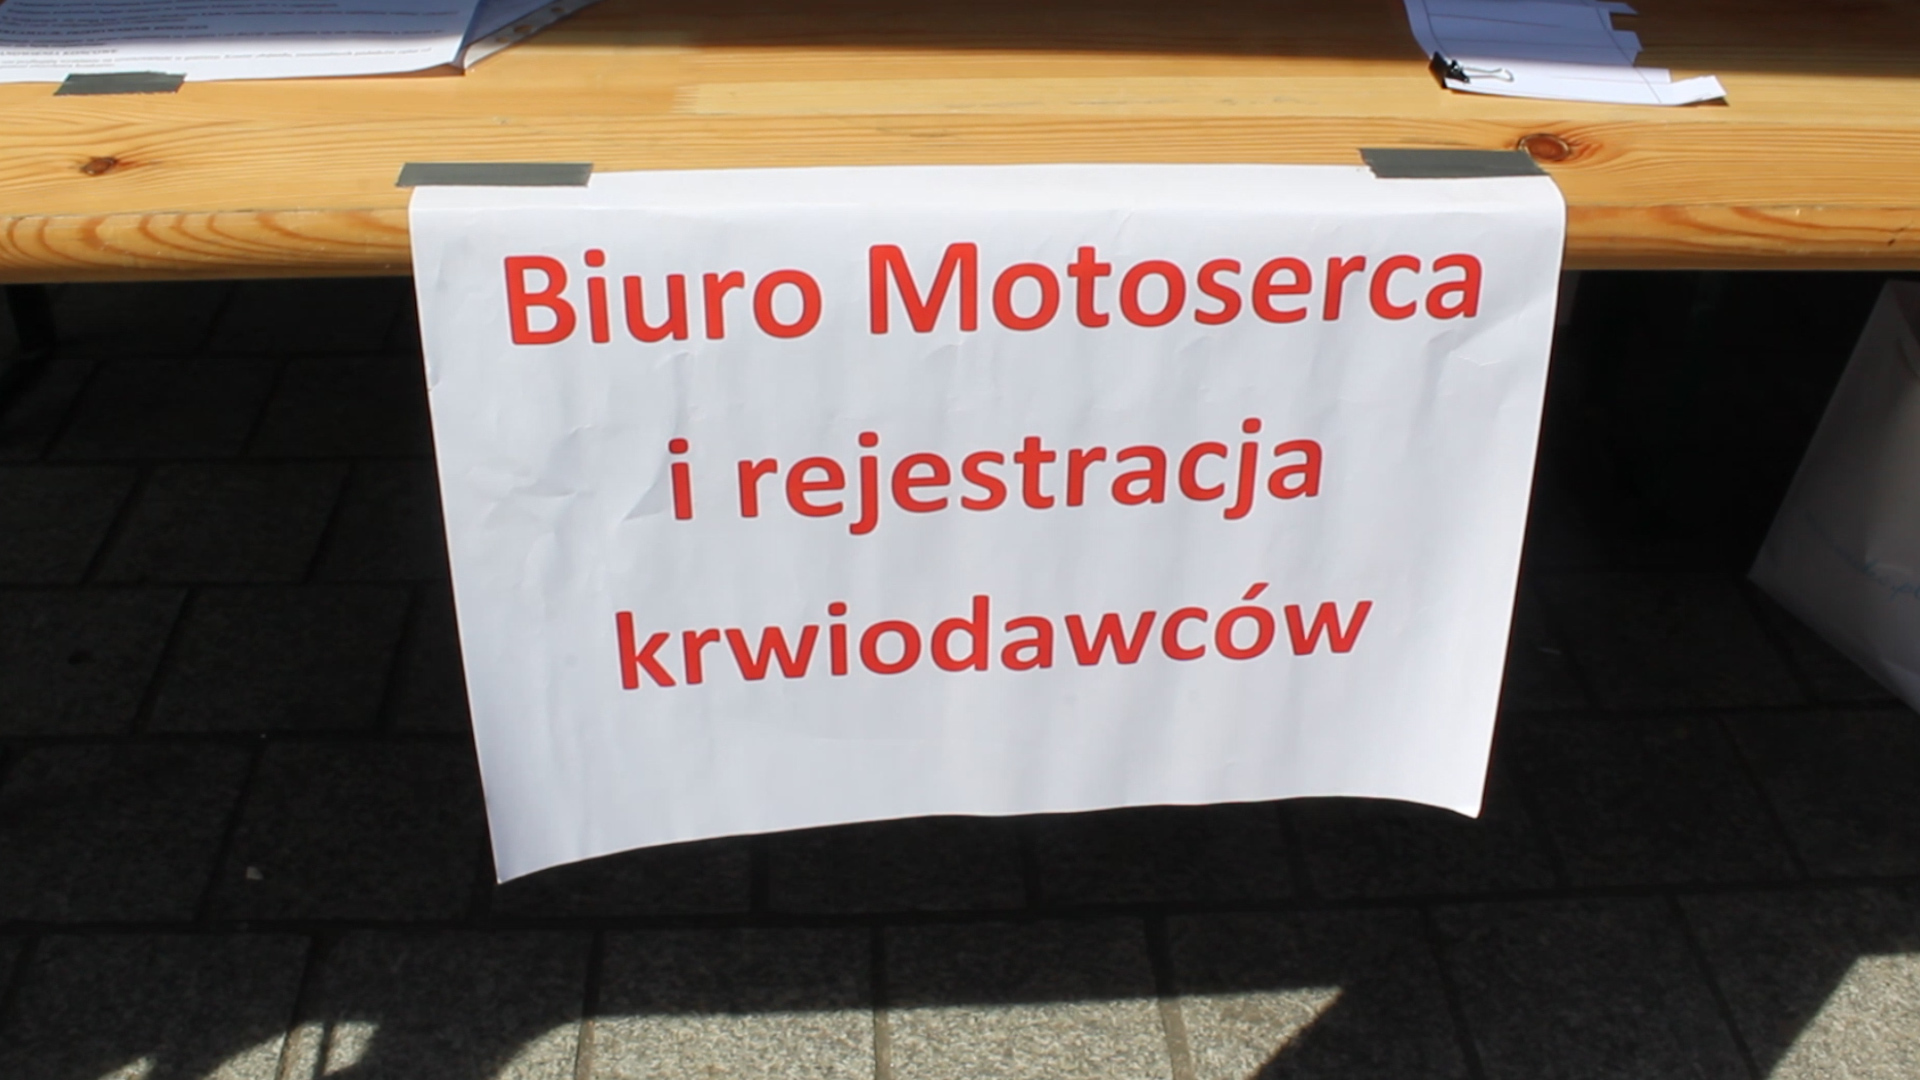 Biuro Motoserca
i rejestracja
krwiodawców